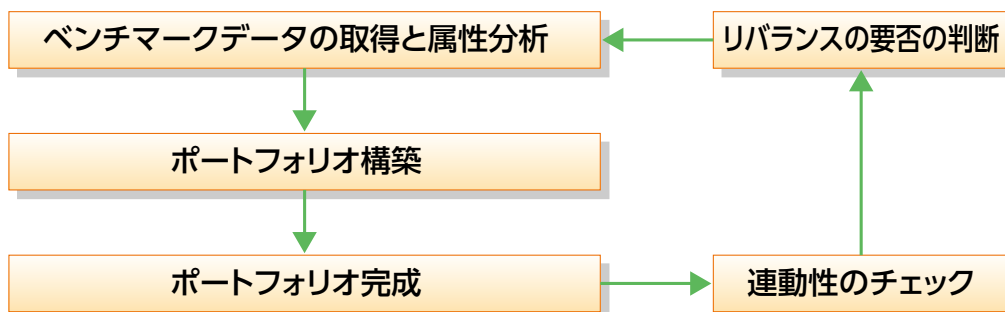 ベンチマークデータの取得と属性分析
リバランスの要否の判断
ポートフォリオ構築
ポートフォリオ完成
連動性のチェック